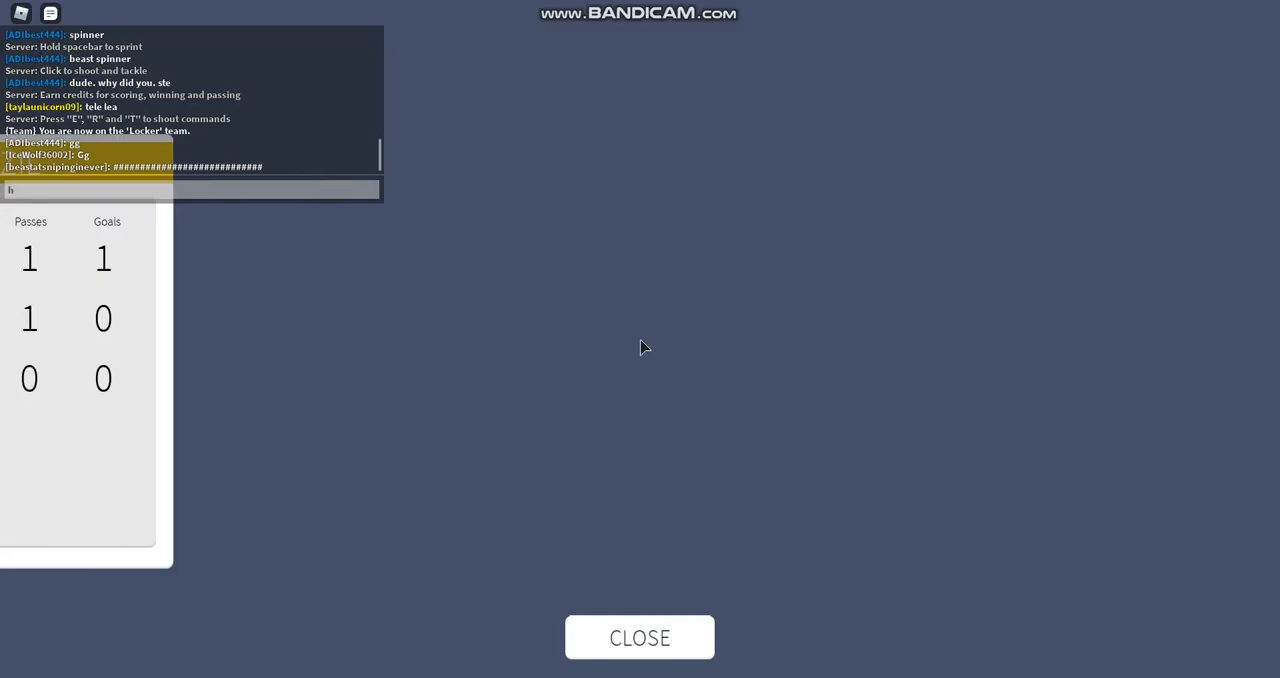 www.BANDICAM.com
[ADIbest444]: spinner
Server: Hold spacebar to sprint
[ADIbest444]: beast spinner
Server: Click to shoot and tackle
[ADIbest444]: dude. why did you. ste
Server: Earn credits for scoring, winning and passing
[taylaunicorn09]: tele lea
Server: Press "E", "R" and "T" to shout commands
{Team} You are now on the 'Locker' team.
[ADIbest444]: gg
[IceWolf36002]: Gg
[beastatsnipinginever]: ############################
h
Passes Goals
1 1
1 0
0 0
CLOSE